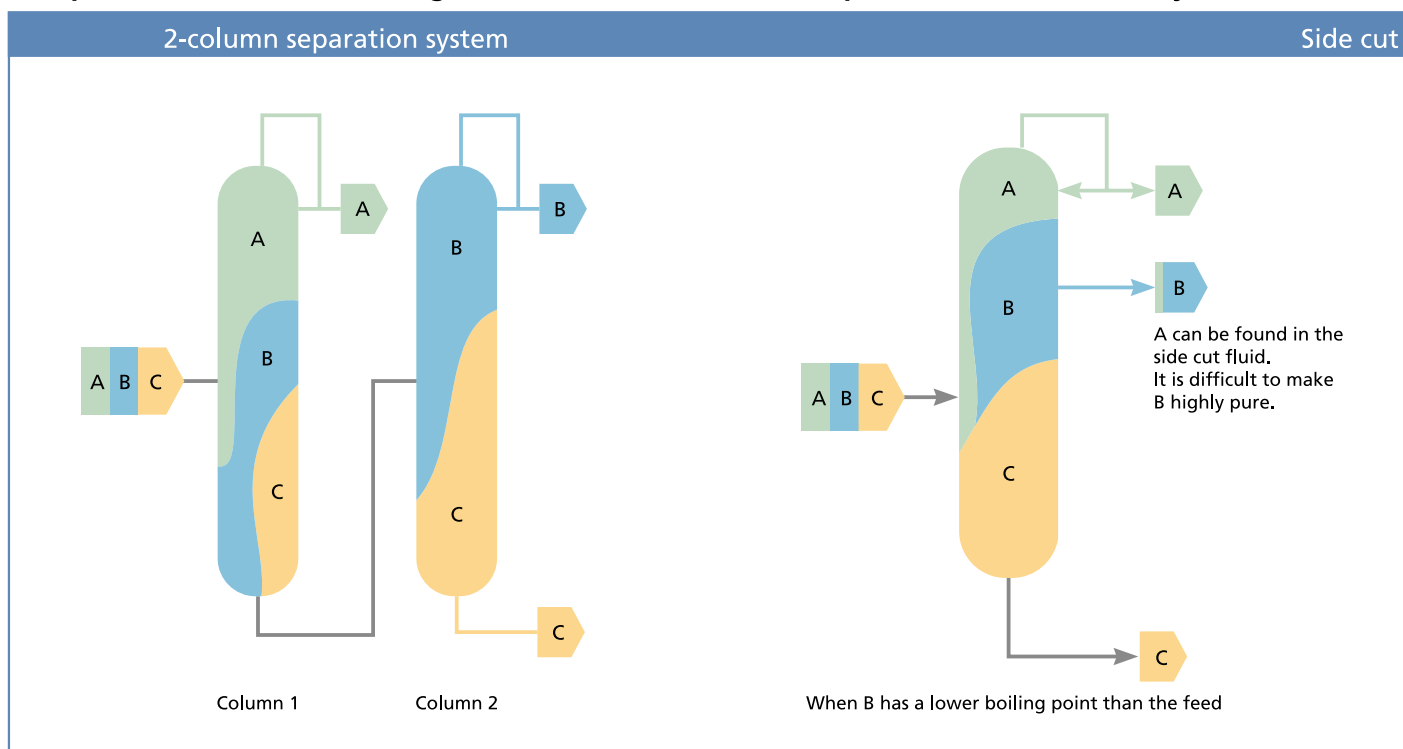 2-column separation system
Side cut
A
B
A
B
A
A
B
B
A B C
B
A can be found in the
side cut fluid.
It is difficult to make
B highly pure.
A B C
C
C
C
C
C
Column 1
Column 2
When B has a lower boiling point than the feed